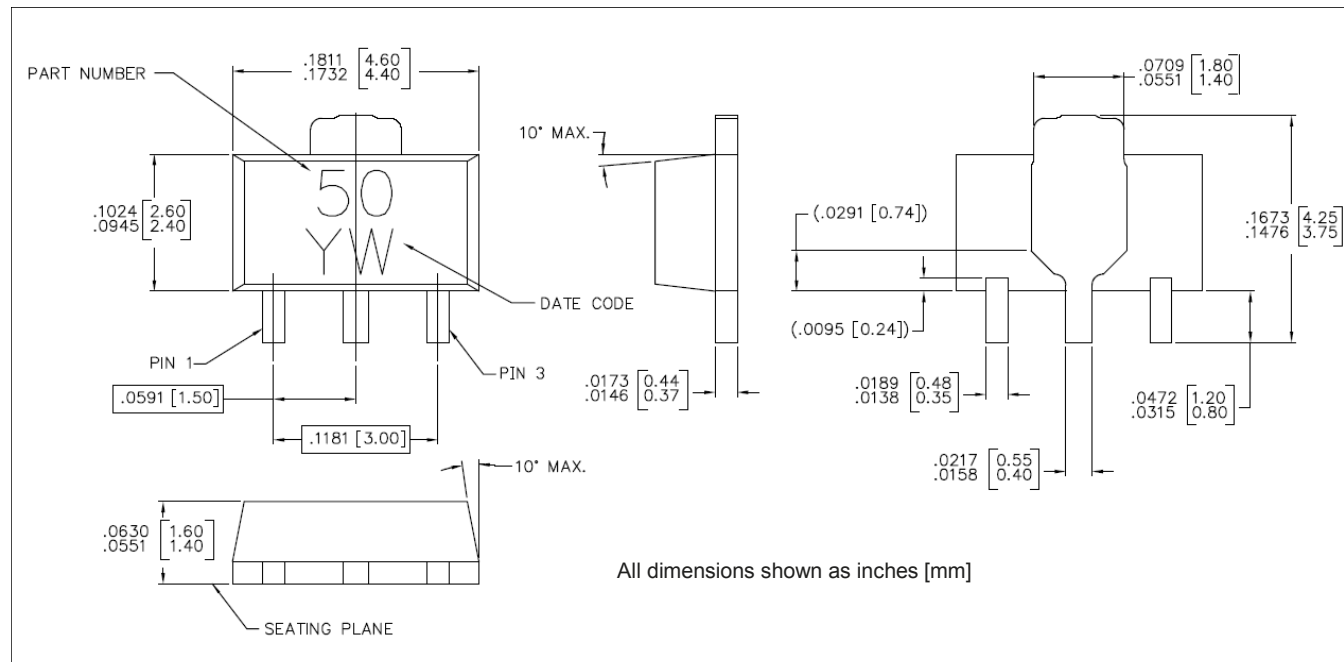 PART NUMBER
.1811 [4.60]
.1732 [4.40]
50
YW
.1024 [2.60]
.0945 [2.40]
DATE CODE
PIN 1
PIN 3
.0591 [1.50]
.1181 [3.00]
10° MAX.
.0630 [1.60]
.0551 [1.40]
SEATING PLANE
10° MAX.
.0173 [0.44]
.0146 [0.37]
.0709 [1.80]
.0551 [1.40]
(.0291 [0.74])
(.0095 [0.24])
.1673 [4.25]
.1476 [3.75]
.0189 [0.48]
.0138 [0.35]
.0472 [1.20]
.0315 [0.80]
.0217 [0.55]
.0158 [0.40]
All dimensions shown as inches [mm]